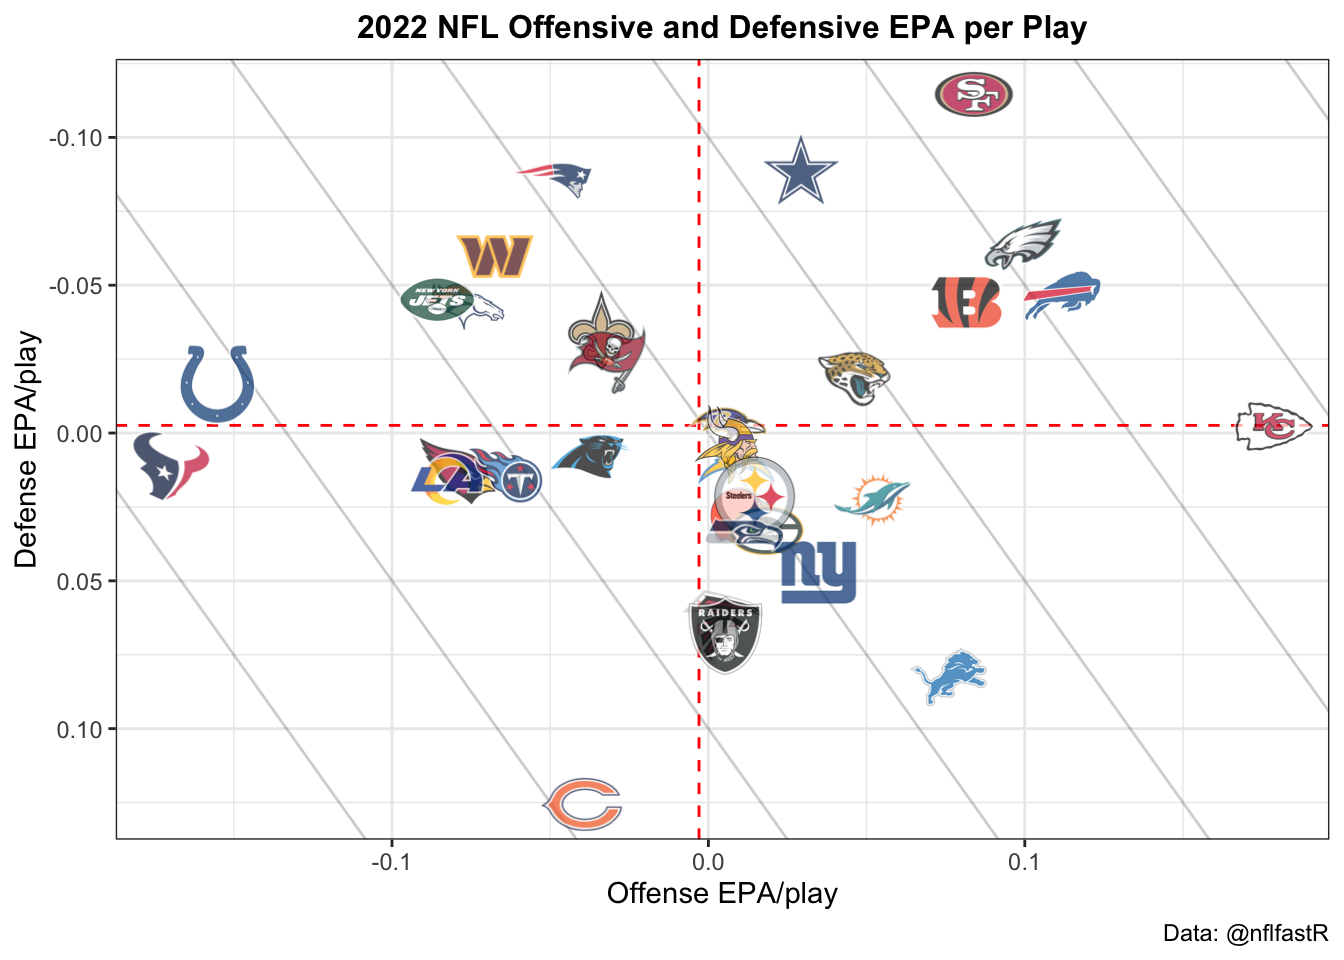 2022 NFL Offensive and Defensive EPA per Play
Defense EPA/play
-0.10
-0.05
0.00
0.05
0.10
SF
W
NEW YORK
JETS
B
KC
LA
T
Steelers
ny
RAIDERS
C
-0.1
0.0
0.1
Offense EPA/play
Data: @nflfastR